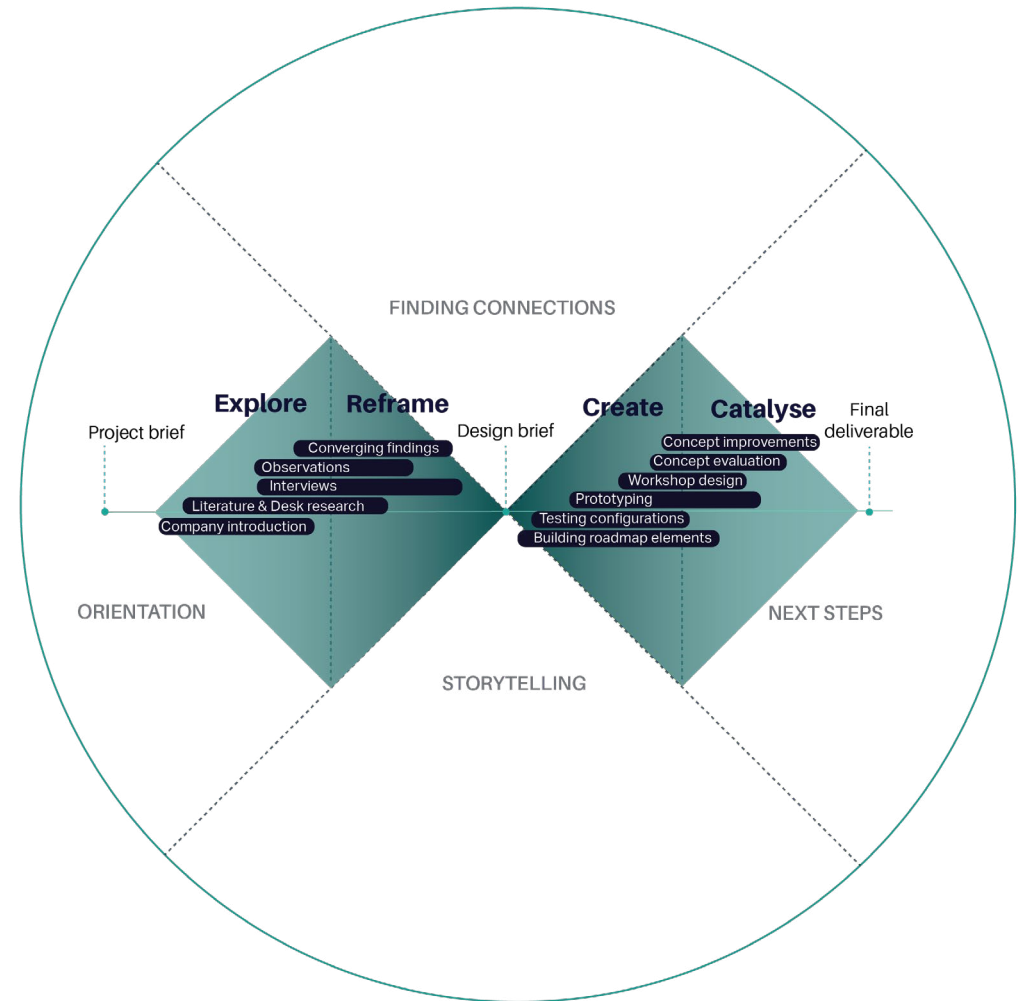 FINDING CONNECTIONS
Explore
Reframe
Create
Catalyse
Project brief
Design brief
Final
deliverable
Converging findings
Observations
Interviews
Literature & Desk research
Company introduction
Concept improvements
Concept evaluation
Workshop design
Prototyping
Testing configurations
Building roadmap elements
ORIENTATION
NEXT STEPS
STORYTELLING